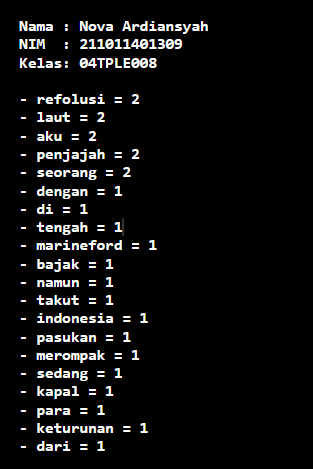 Nama : Nova Ardiansyah
NIM  : 211011401309
Kelas: 04TPLE008

- refolusi = 2
- laut = 2
- aku = 2
- penjajah = 2
- seorang = 2
- dengan = 1
- di = 1
- tengah = 1
- marineford = 1
- bajak = 1
- namun = 1
- takut = 1
- indonesia = 1
- pasukan = 1
- merompak = 1
- sedang = 1
- kapal = 1
- para = 1
- keturunan = 1
- dari = 1